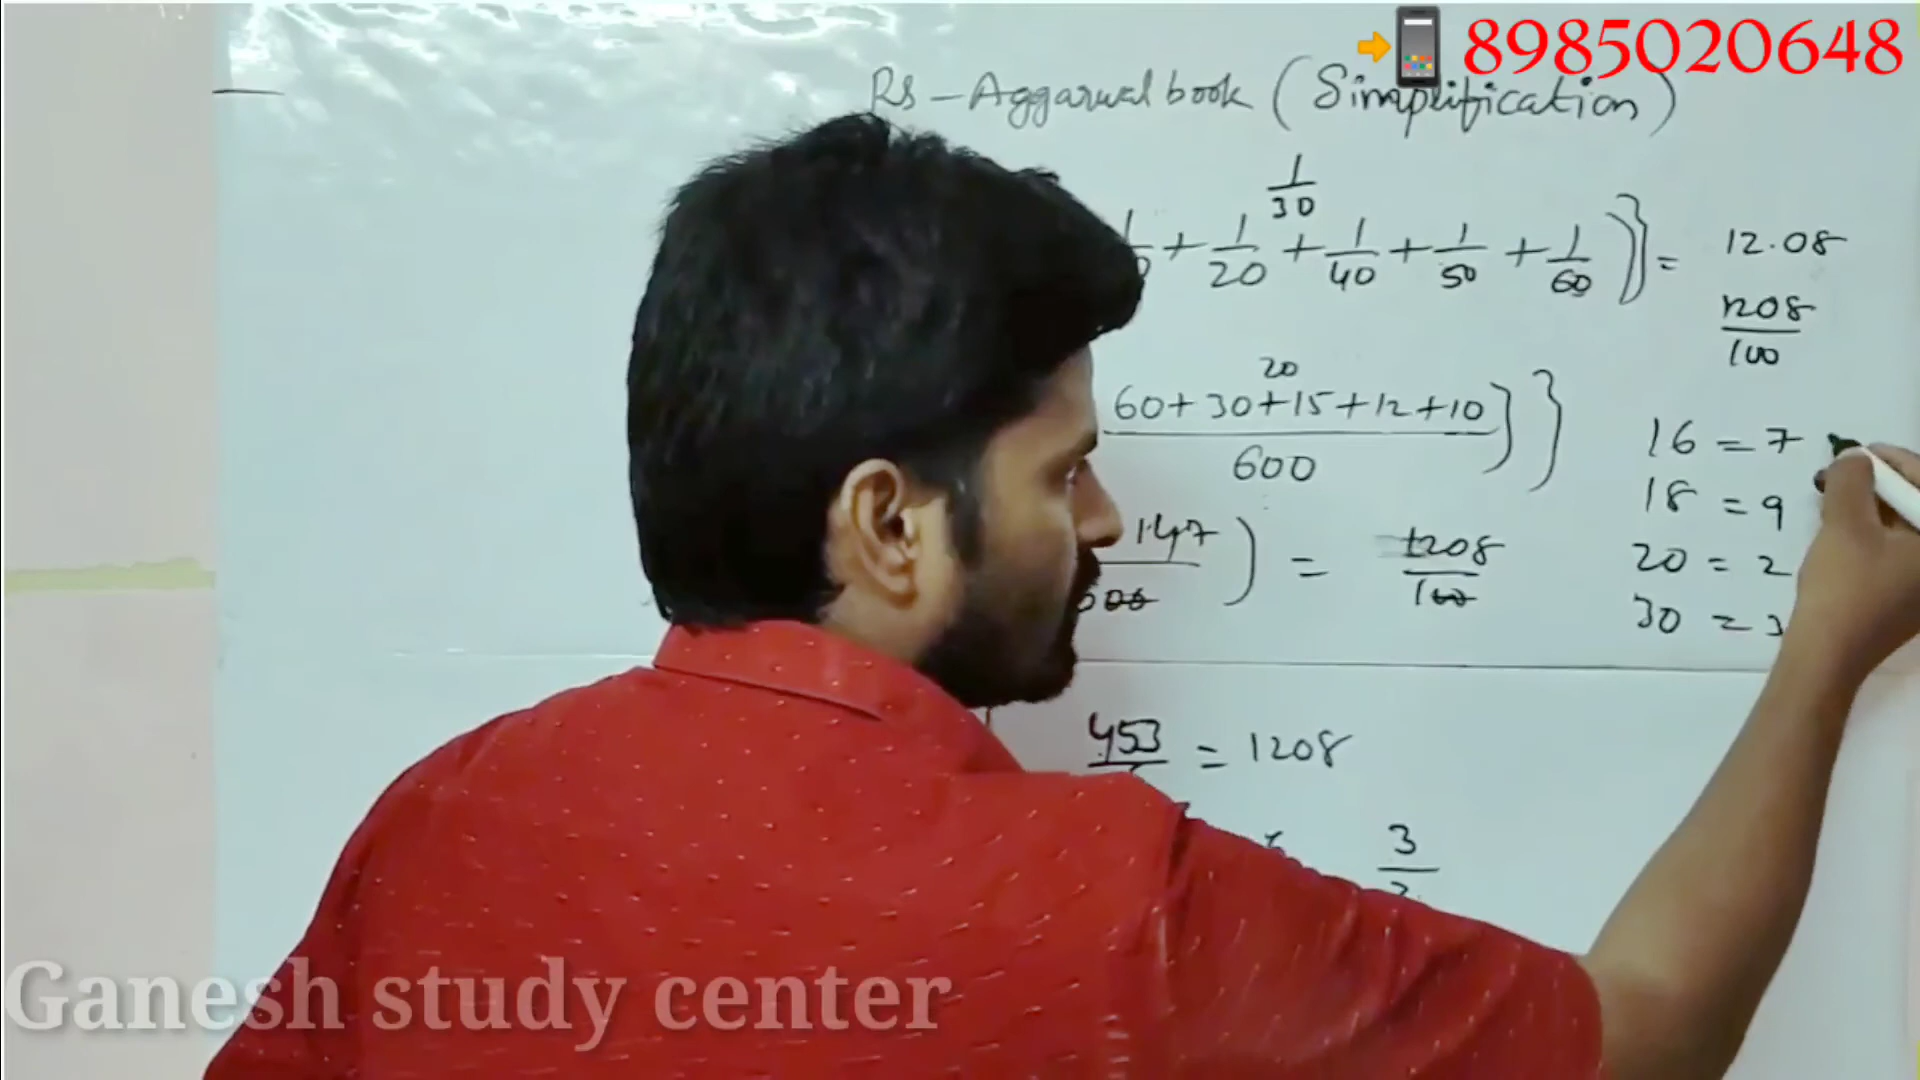 8985020648
Rs - Aggarwal book (Simplification)
1/30
+ 1/20 + 1/40 + 1/50 + 1/60 )} = 12.08
1208/100
20
60+30+15+12+10 / 600 )}
16 = 7
18 = 9
147 ) = 1208/100
20 = 2
30 = 3
453 = 1208
3
Ganesh study center